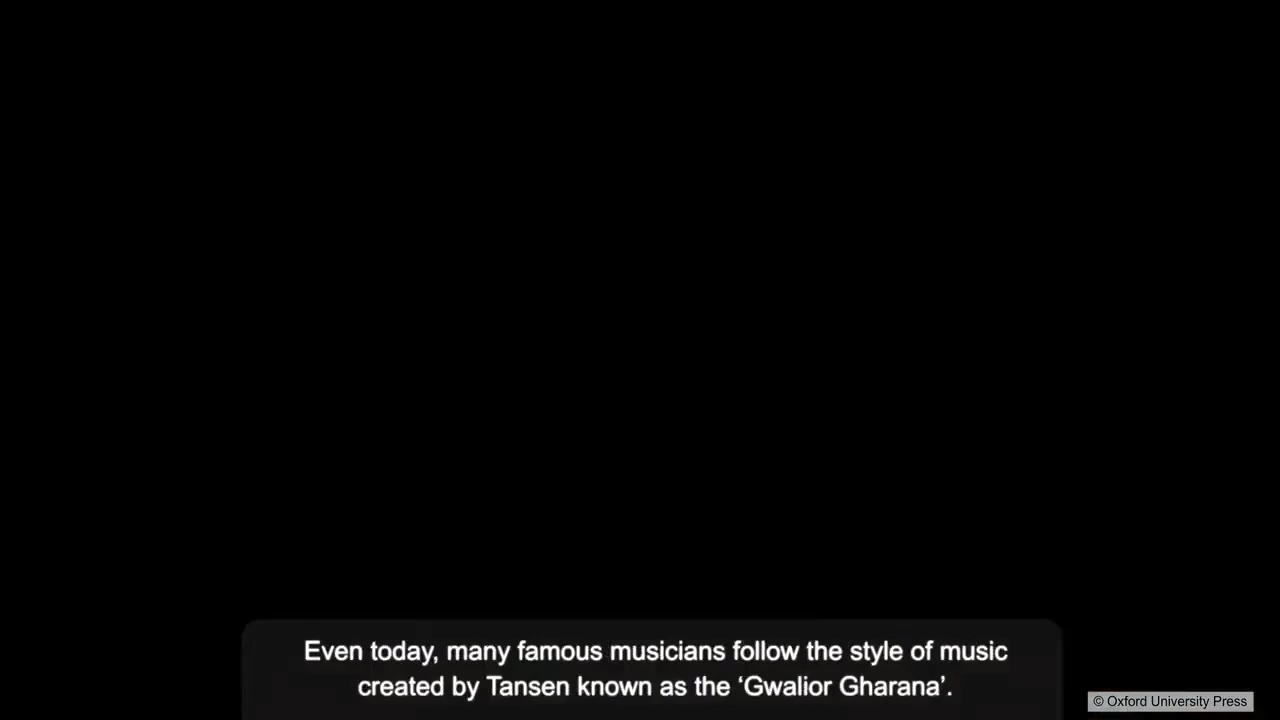 Even today, many famous musicians follow the style of music
created by Tansen known as the ‘Gwalior Gharana’.
© Oxford University Press